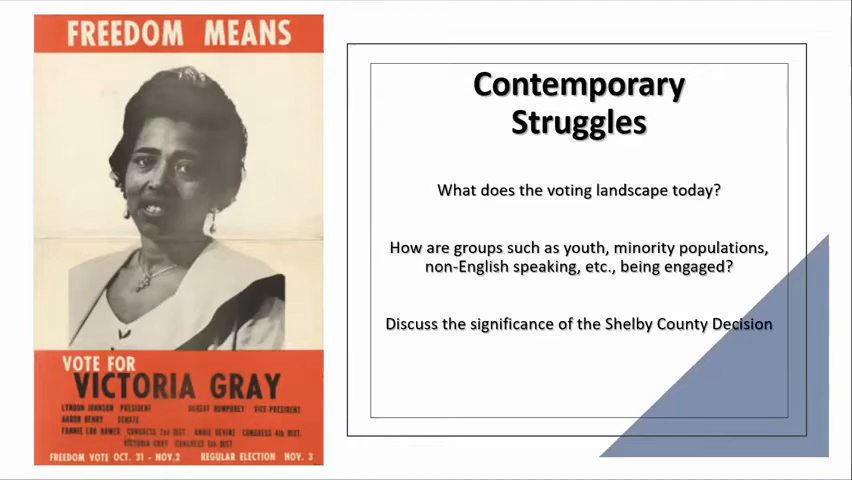 FREEDOM MEANS
VOTE FOR
VICTORIA GRAY
LYNDON JOHNSON PRESIDENT HUBERT HUMPHREY VICE-PRESIDENT
AARON HENRY SENATE
FANNIE LOU HAMER CONGRESS 2nd DIST. ANNIE DEVINE CONGRESS 4th DIST.
VICTORIA GRAY CONGRESS 5th DIST.
FREEDOM VOTE OCT. 31 - NOV.2 REGULAR ELECTION NOV. 3
Contemporary
Struggles
What does the voting landscape today?
How are groups such as youth, minority populations,
non-English speaking, etc., being engaged?
Discuss the significance of the Shelby County Decision